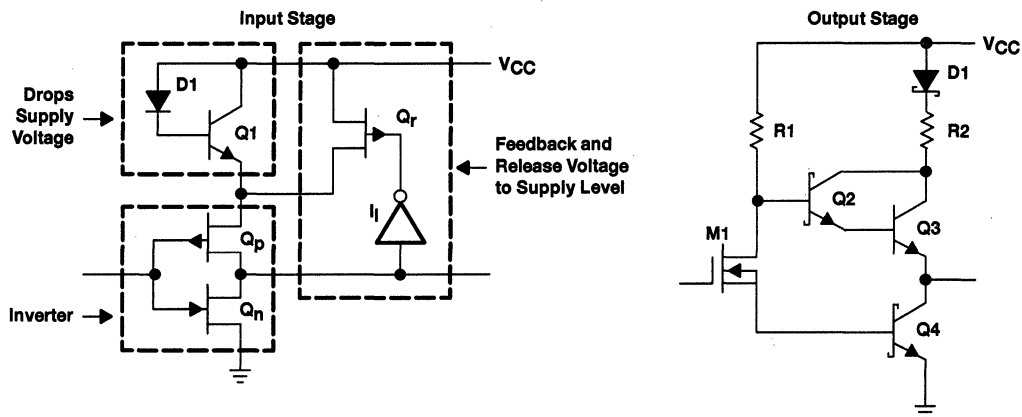 Input Stage
Output Stage
VCC
D1
Q1
Drops
Supply
Voltage
Qr
Feedback and
Release Voltage
to Supply Level
II
Qp
Inverter
Qn
VCC
D1
R1
R2
Q2
Q3
M1
Q4